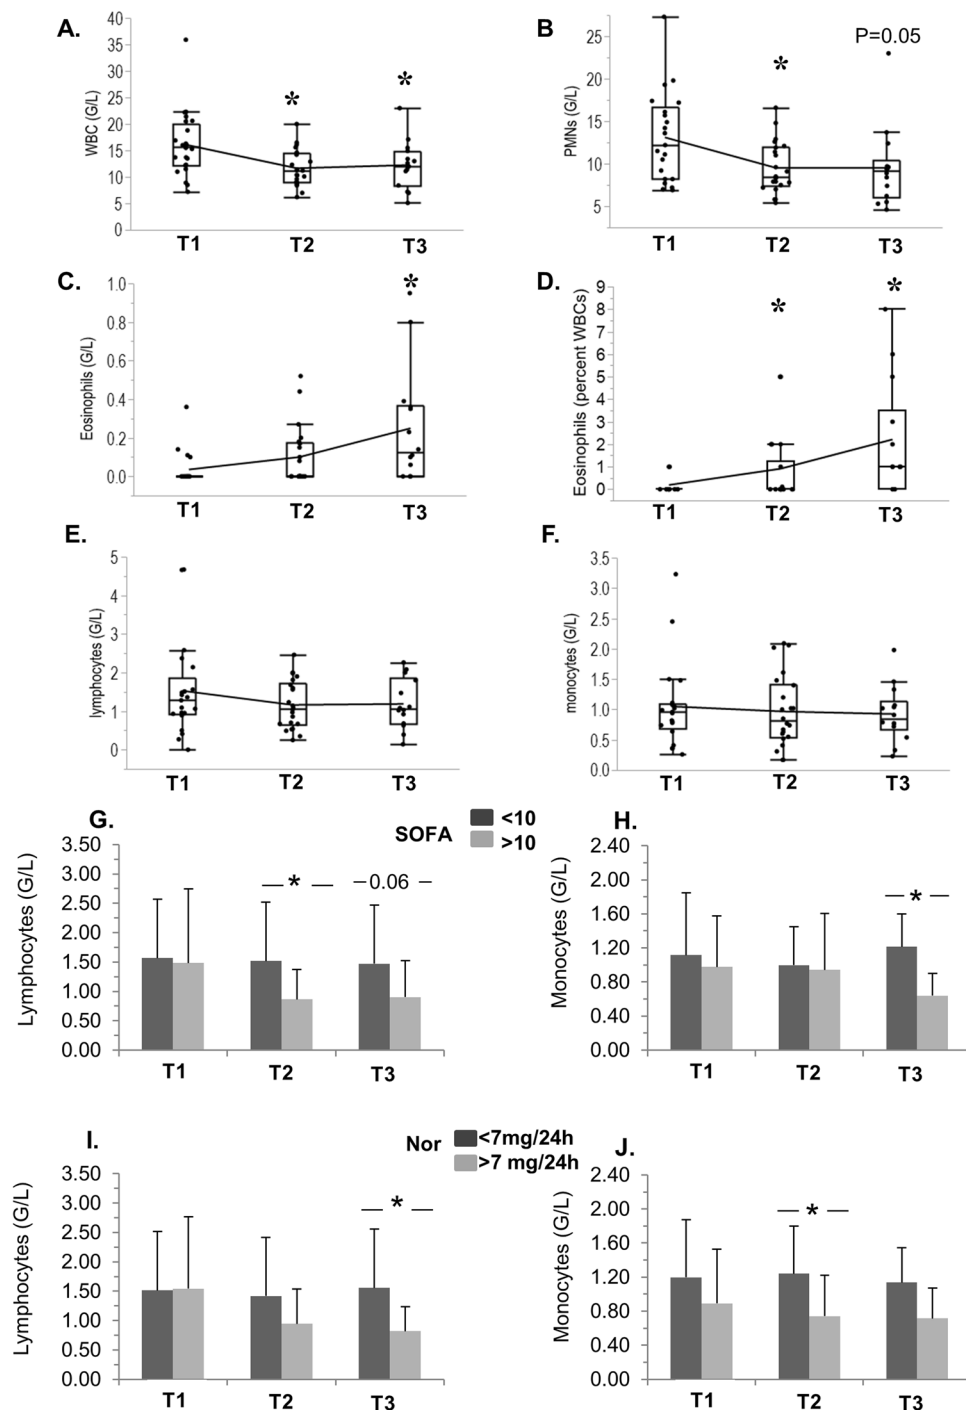 A.
WBC (G/L)
40
35
30
25
20
15
10
5
0
*
*
T1
T2
T3
B
PMNs (G/L)
25
20
15
10
5
*
P=0.05
T1
T2
T3
C.
Eosinophils (G/L)
1.0
0.8
0.6
0.4
0.2
0.0
*
T1
T2
T3
D.
Eosinophils (percent WBCs)
9
8
7
6
5
4
3
2
1
0
*
*
T1
T2
T3
E.
lymphocytes (G/L)
5
4
3
2
1
0
T1
T2
T3
F.
monocytes (G/L)
3.5
3.0
2.5
2.0
1.5
1.0
0.5
0.0
T1
T2
T3
G.
SOFA
<10
>10
Lymphocytes (G/L)
3.50
3.00
2.50
2.00
1.50
1.00
0.50
0.00
*
0.06
T1
T2
T3
H.
Monocytes (G/L)
2.40
2.00
1.60
1.20
0.80
0.40
0.00
*
T1
T2
T3
I.
Nor
<7mg/24h
>7 mg/24h
Lymphocytes (G/L)
3.50
3.00
2.50
2.00
1.50
1.00
0.50
0.00
*
T1
T2
T3
J.
Monocytes (G/L)
2.40
2.00
1.60
1.20
0.80
0.40
0.00
*
T1
T2
T3